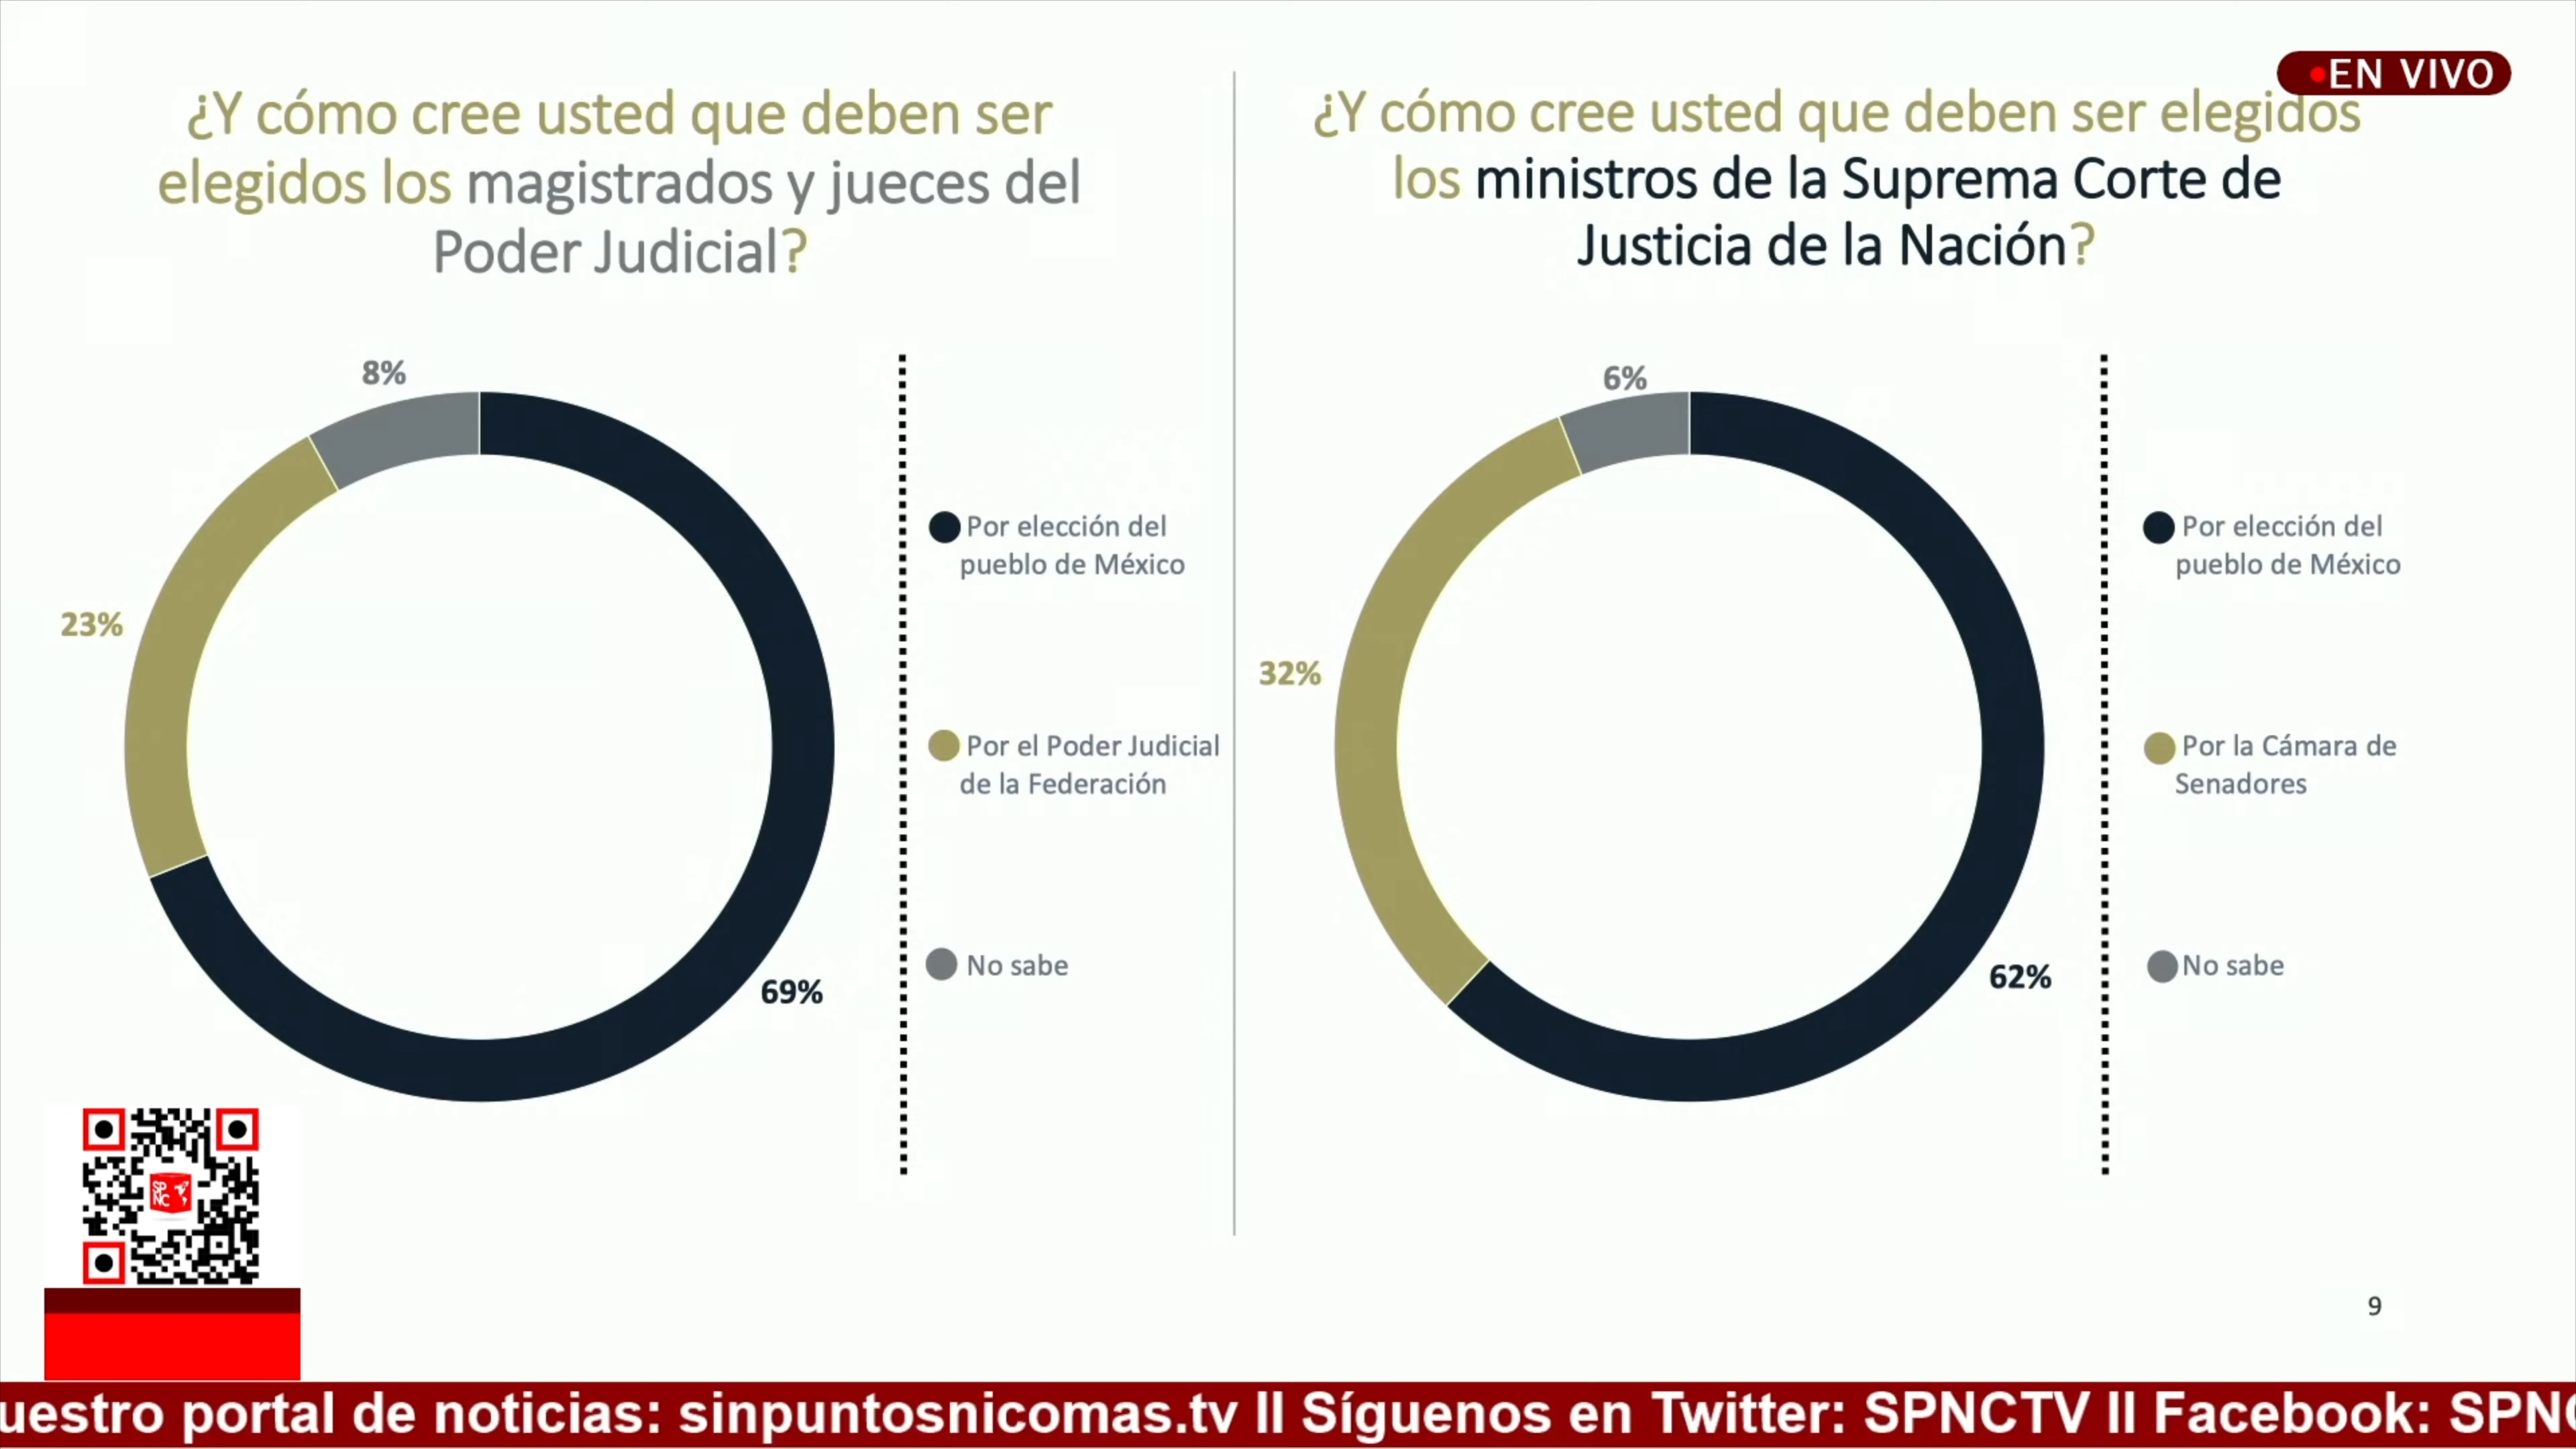 EN VIVO
¿Y cómo cree usted que deben ser
elegidos los magistrados y jueces del
Poder Judicial?
8%
23%
69%
Por elección del
pueblo de México
Por el Poder Judicial
de la Federación
No sabe
¿Y cómo cree usted que deben ser elegidos
los ministros de la Suprema Corte de
Justicia de la Nación?
6%
32%
62%
Por elección del
pueblo de México
Por la Cámara de
Senadores
No sabe
SP
NC
9
uestro portal de noticias: sinpuntosnicomas.tv II Síguenos en Twitter: SPNCTV II Facebook: SPN